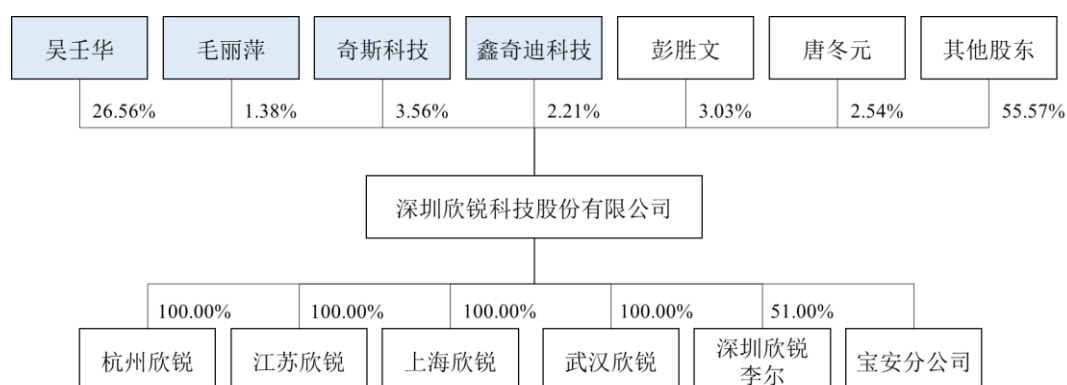 吴壬华
毛丽萍
奇斯科技
鑫奇迪科技
彭胜文
唐冬元
其他股东
26.56%
1.38%
3.56%
2.21%
3.03%
2.54%
55.57%
深圳欣锐科技股份有限公司
100.00%
100.00%
100.00%
100.00%
51.00%
杭州欣锐
江苏欣锐
上海欣锐
武汉欣锐
深圳欣锐
李尔
宝安分公司